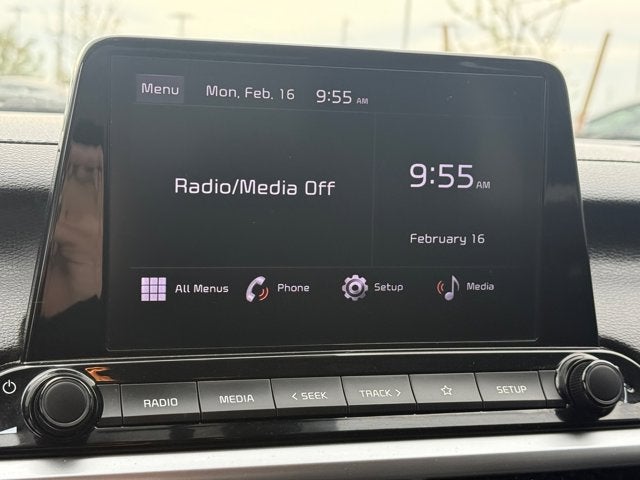 Menu Mon, Feb. 16 9:55 AM
Radio/Media Off
9:55 AM
February 16
All Menus Phone Setup Media
RADIO MEDIA < SEEK TRACK > SETUP